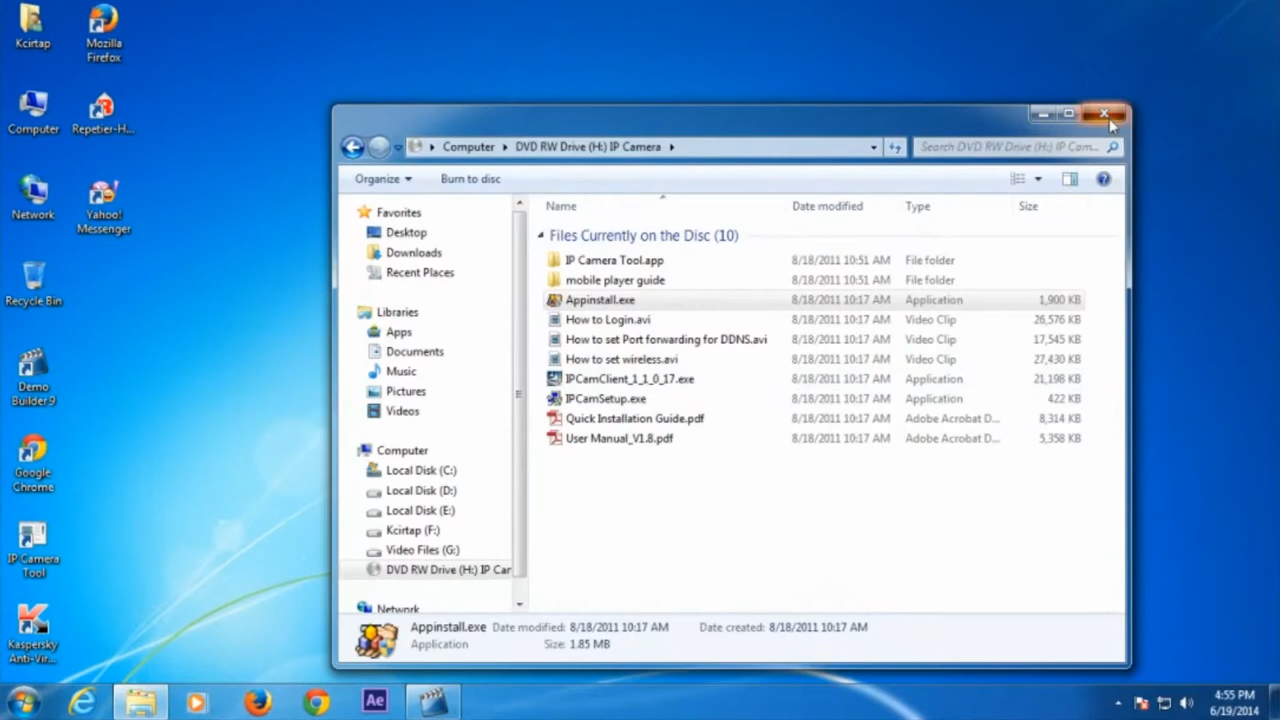 Kcirtap
Mozilla
Firefox
Computer
Repetier-H...
Network
Yahoo!
Messenger
Recycle Bin
Demo
Builder9
Google
Chrome
IP Camera
Tool
Kaspersky
Anti-Vir...
Computer
DVD RW Drive (H:) IP Camera
Search DVD RW Drive (H:) IP Cam...
Organize
Burn to disc
Favorites
Desktop
Downloads
Recent Places
Libraries
Apps
Documents
Music
Pictures
Videos
Computer
Local Disk (C:)
Local Disk (D:)
Local Disk (E:)
Kcirtap (F:)
Video Files (G:)
DVD RW Drive (H:) IP Car
Network
Name Date modified Type Size
Files Currently on the Disc (10)
IP Camera Tool.app 8/18/2011 10:51 AM File folder
mobile player guide 8/18/2011 10:51 AM File folder
Appinstall.exe 8/18/2011 10:17 AM Application 1,900 KB
How to Login.avi 8/18/2011 10:17 AM Video Clip 26,576 KB
How to set Port forwarding for DDNS.avi 8/18/2011 10:17 AM Video Clip 17,545 KB
How to set wireless.avi 8/18/2011 10:17 AM Video Clip 27,430 KB
IPCamClient_1_1_0_17.exe 8/18/2011 10:17 AM Application 21,198 KB
IPCamSetup.exe 8/18/2011 10:17 AM Application 422 KB
Quick Installation Guide.pdf 8/18/2011 10:17 AM Adobe Acrobat D... 8,314 KB
User Manual_V1.8.pdf 8/18/2011 10:17 AM Adobe Acrobat D... 5,358 KB
Appinstall.exe Date modified: 8/18/2011 10:17 AM Date created: 8/18/2011 10:17 AM
Application Size: 1.85 MB
Ae
4:55 PM
6/19/2014